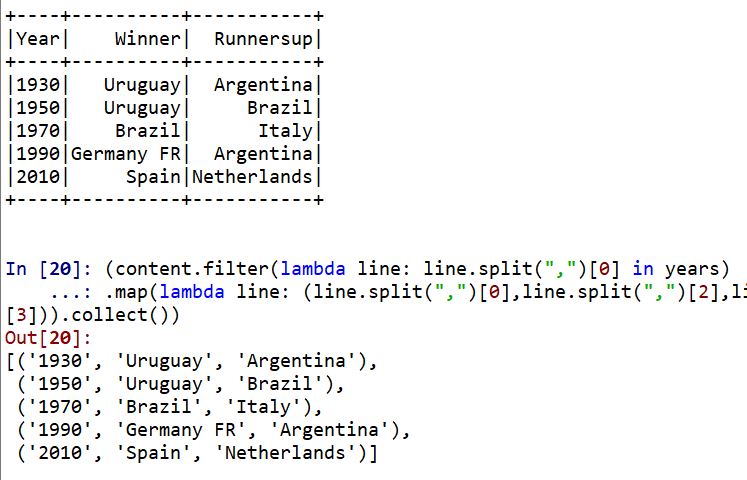 +----+----------+-----------+
|Year|    Winner|  Runnersup|
+----+----------+-----------+
|1930|   Uruguay|  Argentina|
|1950|   Uruguay|     Brazil|
|1970|    Brazil|      Italy|
|1990|Germany FR|  Argentina|
|2010|     Spain|Netherlands|
+----+----------+-----------+
In [20]: (content.filter(lambda line: line.split(",")[0] in years)
    ...: .map(lambda line: (line.split(",")[0],line.split(",")[2],li
[3])).collect())
Out[20]:
[('1930', 'Uruguay', 'Argentina'),
 ('1950', 'Uruguay', 'Brazil'),
 ('1970', 'Brazil', 'Italy'),
 ('1990', 'Germany FR', 'Argentina'),
 ('2010', 'Spain', 'Netherlands')]